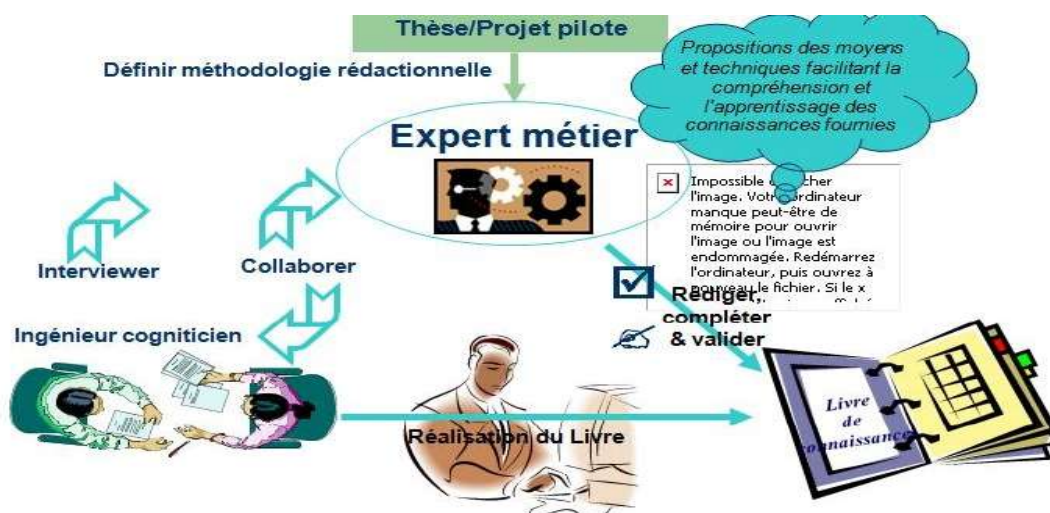 Thèse/Projet pilote
Définir méthodologie rédactionnelle
Propositions des moyens
et techniques facilitant la
compréhension et
l'apprentissage des
connaissances fournies
Expert métier
Impossible
l'image. Votre ordinateur
manque peut-être de
mémoire pour ouvrir
l'image ou l'image est
endommagée. Redémarrez
l'ordinateur, puis ouvrez à
nouveau le fichier. Si le x
Interviewer
Collaborer
Rédiger,
compléter
& valider
Ingénieur cogniticien
Réalisation du Livre
Livre
de
connaissances